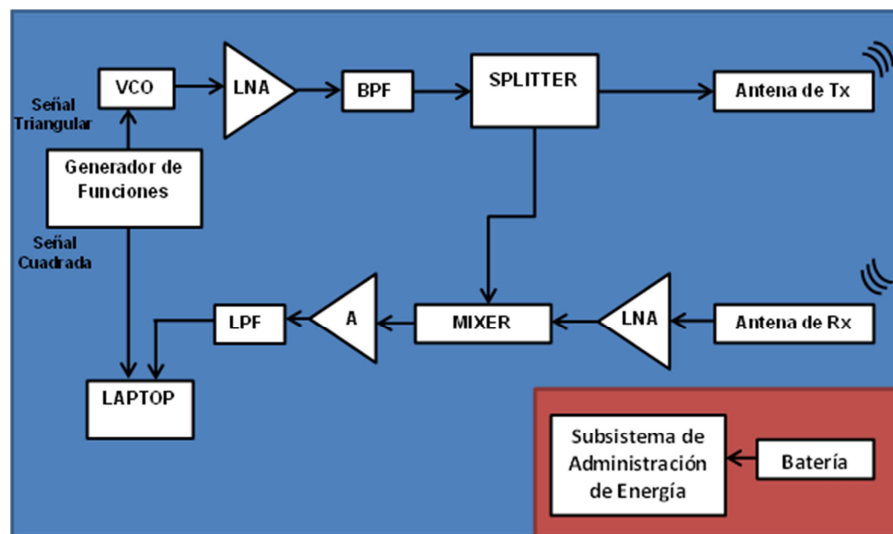 VCO
LNA
BPF
SPLITTER
Antena de Tx
Señal
Triangular
Generador de
Funciones
Señal
Cuadrada
LPF
A
MIXER
LNA
Antena de Rx
LAPTOP
Subsistema de
Administración
de Energía
Batería